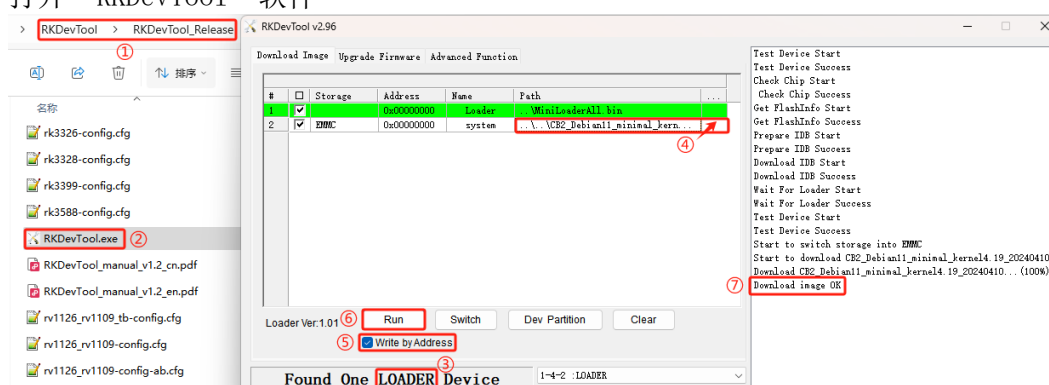 打开 "RKDevTool" 软件
> RKDevTool > RKDevTool_Release
①
排序
名称
rk3326-config.cfg
rk3328-config.cfg
rk3399-config.cfg
rk3588-config.cfg
RKDevTool.exe ②
RKDevTool_manual_v1.2_cn.pdf
RKDevTool_manual_v1.2_en.pdf
rv1126_rv1109_tb-config.cfg
rv1126_rv1109-config.cfg
rv1126_rv1109-config-ab.cfg
RKDevTool v2.96
Download Image Upgrade Firmware Advanced Function
# Storage Address Name Path ...
1 0x00000000 Loader ..\MiniLoaderAll.bin
2 EMMC 0x00000000 system ..\..\CB2_Debian11_minimal_kern...
④
Loader Ver:1.01 ⑥ Run Switch Dev Partition Clear
⑤ Write by Address
③
Found One LOADER Device 1-4-2 :LOADER
Test Device Start
Test Device Success
Check Chip Start
Check Chip Success
Get FlashInfo Start
Get FlashInfo Success
Prepare IDB Start
Prepare IDB Success
Download IDB Start
Download IDB Success
Wait For Loader Start
Wait For Loader Success
Test Device Start
Test Device Success
Start to switch storage into EMMC
Start to download CB2_Debian11_minimal_kernel4.19_20240410
Download CB2_Debian11_minimal_kernel4.19_20240410...(100%)
⑦ Download image OK